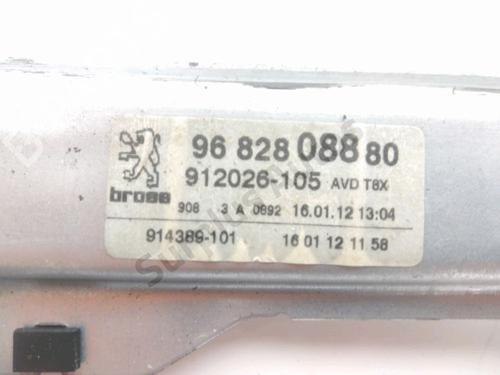 96 828 088 80
brose
912026-105 AVD T8X
908 3 A 0892 16.01.12 13:04
914389-101 16 01 12 11 58